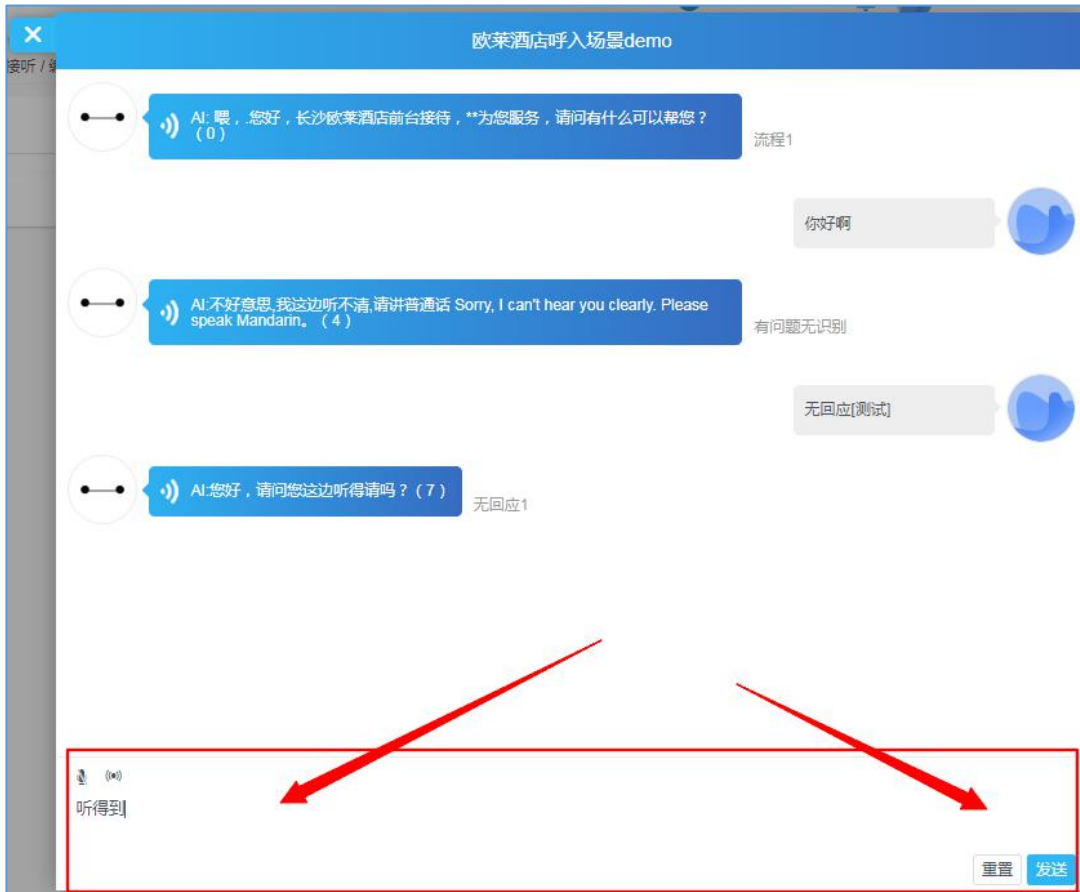 欧莱酒店呼入场景demo
接听 / 编
AI: 喂，.您好，长沙欧莱酒店前台接待，**为您服务，请问有什么可以帮您？
（0）
流程1
你好啊
AI:不好意思,我这边听不清,请讲普通话 Sorry, I can't hear you clearly. Please
speak Mandarin。（4）
有问题无识别
无回应[测试]
AI:您好，请问您这边听得请吗？（7）
无回应1
听得到
重置 发送